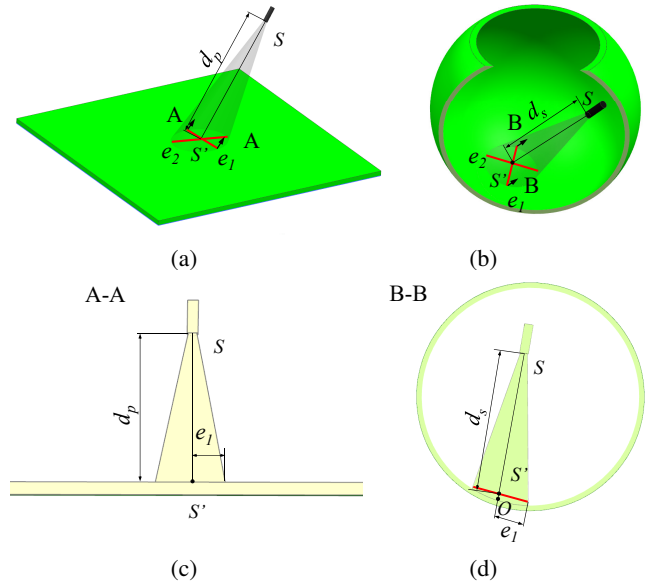 S
d_p
A
A
e_2
S'
e_1
(a)
S
d_s
B
e_2
S'
B
e_1
(b)
A-A
S
d_p
e_1
S'
(c)
B-B
S
d_s
S'
O
e_1
(d)